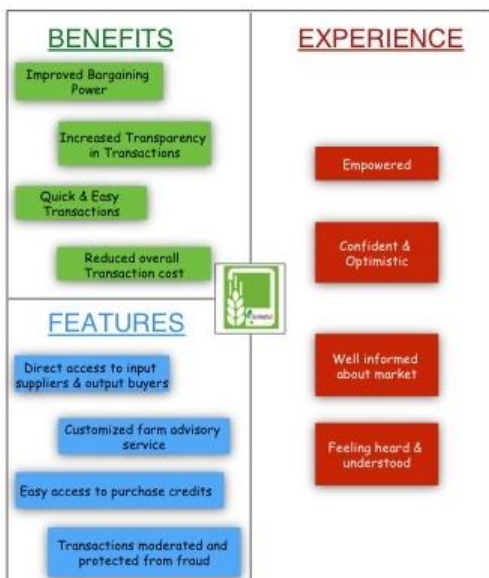 BENEFITS
Improved Bargaining
Power
Increased Transparency
in Transactions
Quick & Easy
Transactions
Reduced overall
Transaction cost
FEATURES
Direct access to input
suppliers & output buyers
Customized farm advisory
service
Easy access to purchase credits
Transactions moderated and
protected from fraud
EXPERIENCE
Empowered
Confident &
Optimistic
Well informed
about market
Feeling heard &
understood